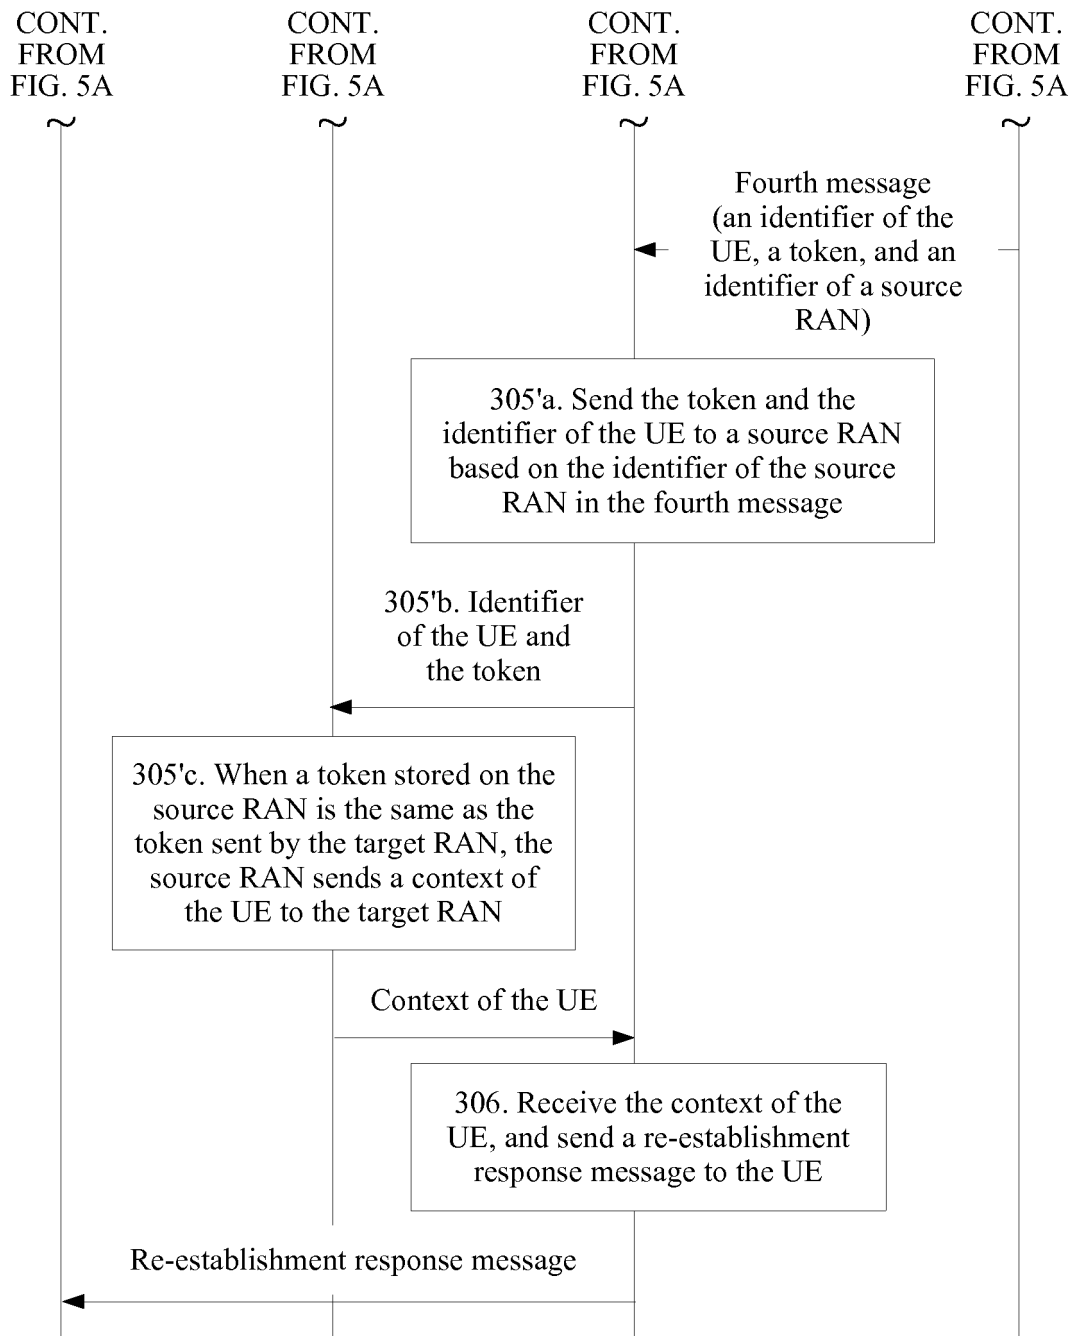 CONT.
FROM
FIG. 5A
CONT.
FROM
FIG. 5A
CONT.
FROM
FIG. 5A
CONT.
FROM
FIG. 5A
Fourth message
(an identifier of the
UE, a token, and an
identifier of a source
RAN)
305'a. Send the token and the
identifier of the UE to a source RAN
based on the identifier of the source
RAN in the fourth message
305'b. Identifier
of the UE and
the token
305'c. When a token stored on the
source RAN is the same as the
token sent by the target RAN, the
source RAN sends a context of
the UE to the target RAN
Context of the UE
306. Receive the context of the
UE, and send a re-establishment
response message to the UE
Re-establishment response message